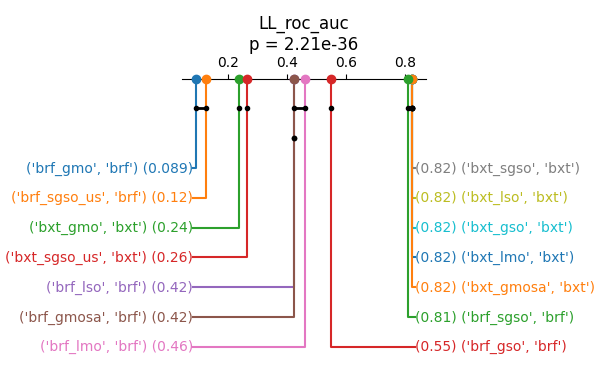 LL_roc_auc
p = 2.21e-36
0.2 0.4 0.6 0.8
('brf_gmo', 'brf') (0.089)
('brf_sgso_us', 'brf') (0.12)
('bxt_gmo', 'bxt') (0.24)
('bxt_sgso_us', 'bxt') (0.26)
('brf_lso', 'brf') (0.42)
('brf_gmosa', 'brf') (0.42)
('brf_lmo', 'brf') (0.46)
(0.82) ('bxt_sgso', 'bxt')
(0.82) ('bxt_lso', 'bxt')
(0.82) ('bxt_gso', 'bxt')
(0.82) ('bxt_lmo', 'bxt')
(0.82) ('bxt_gmosa', 'bxt')
(0.81) ('brf_sgso', 'brf')
(0.55) ('brf_gso', 'brf')